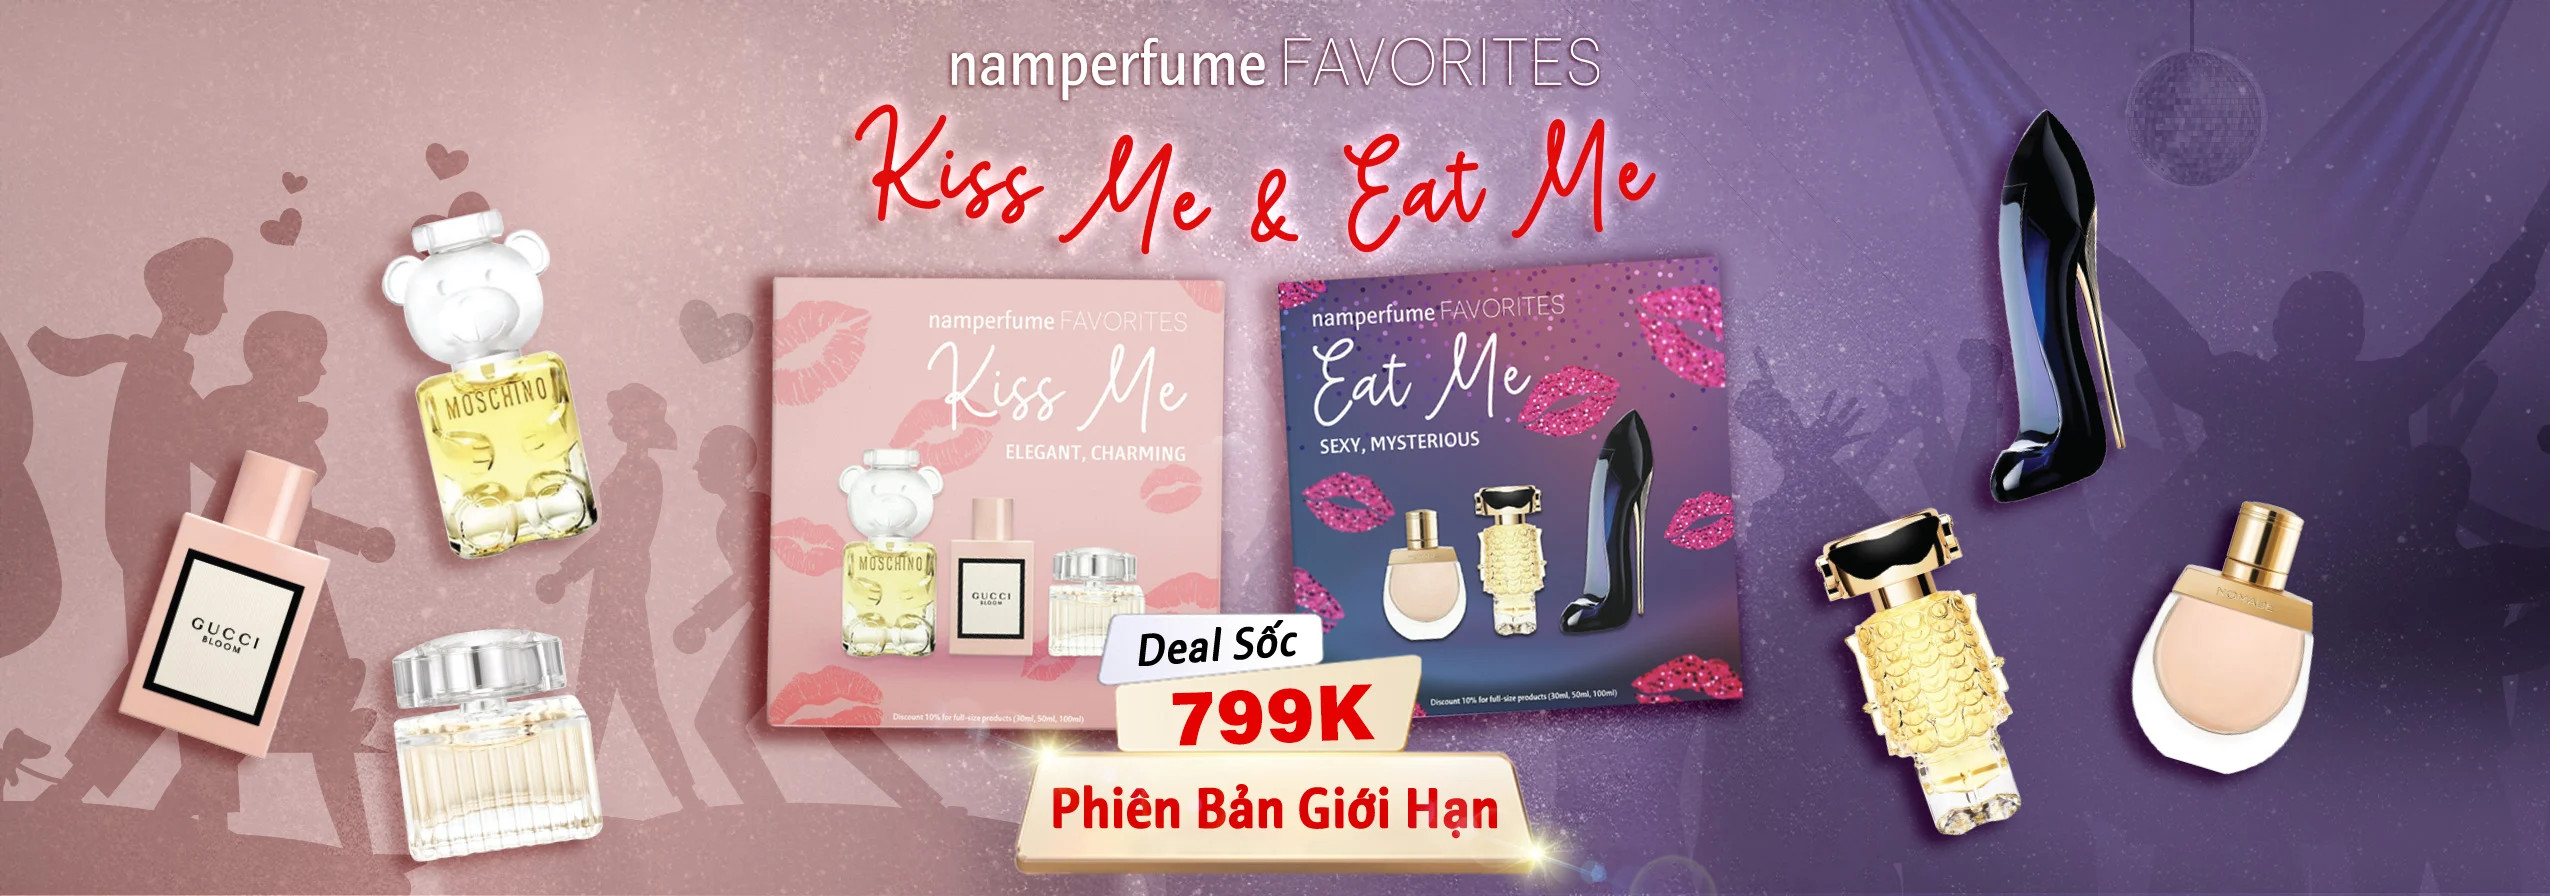 namperfume FAVORITES
Kiss Me & Eat Me
MOSCHINO
GUCCI
BLOOM
namperfume FAVORITES
Kiss Me
ELEGANT, CHARMING
MOSCHINO
GUCCI
BLOOM
Discount 10% for full-size products (30ml, 50ml, 100ml)
namperfume FAVORITES
Eat Me
SEXY, MYSTERIOUS
Discount 10% for full-size products (30ml, 50ml, 100ml)
Deal Sốc
799K
Phiên Bản Giới Hạn